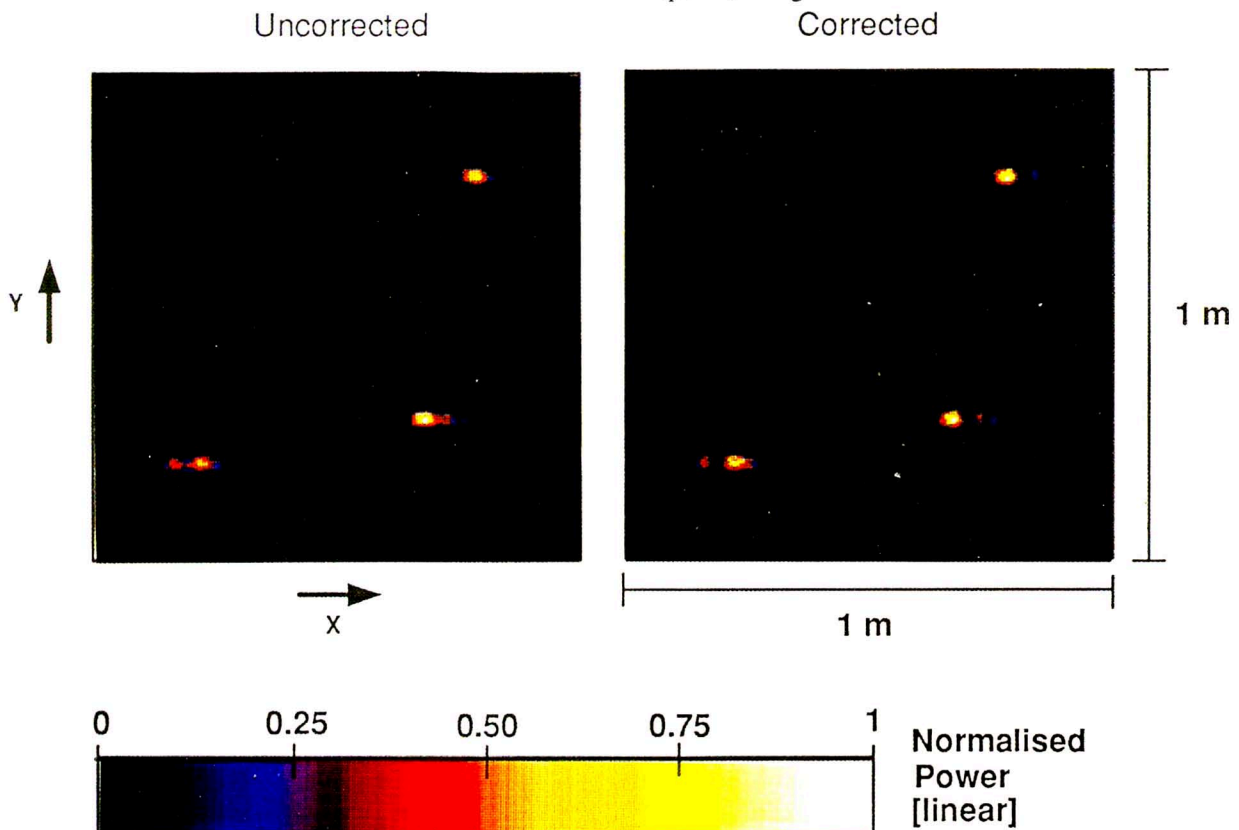 Uncorrected
Corrected
Y
1 m
X
1 m
0 0.25 0.50 0.75 1
Normalised
Power
[linear]